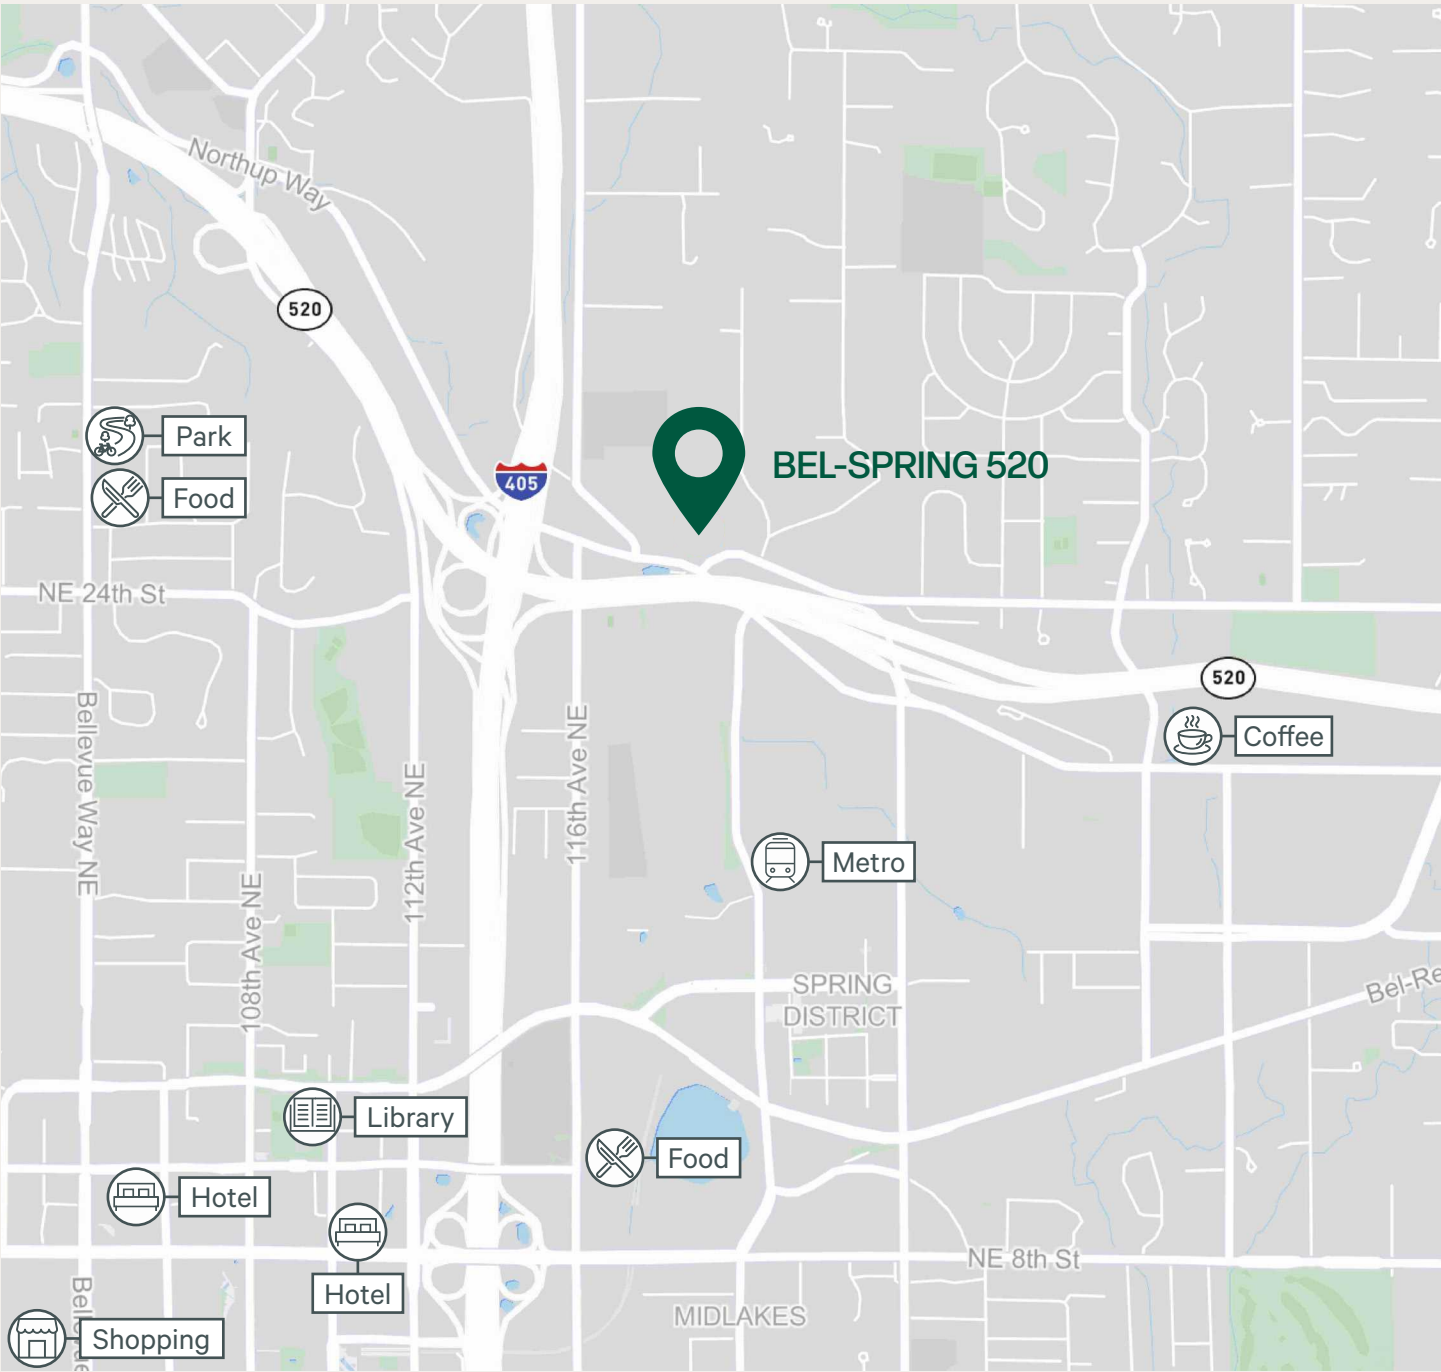 Northup Way
520
Park
Food
405
BEL-SPRING 520
NE 24th St
520
Coffee
Bellevue Way NE
112th Ave NE
116th Ave NE
108th Ave NE
Metro
SPRING
DISTRICT
Bel-Re
Library
Food
Hotel
Hotel
NE 8th St
MIDLAKES
Shopping